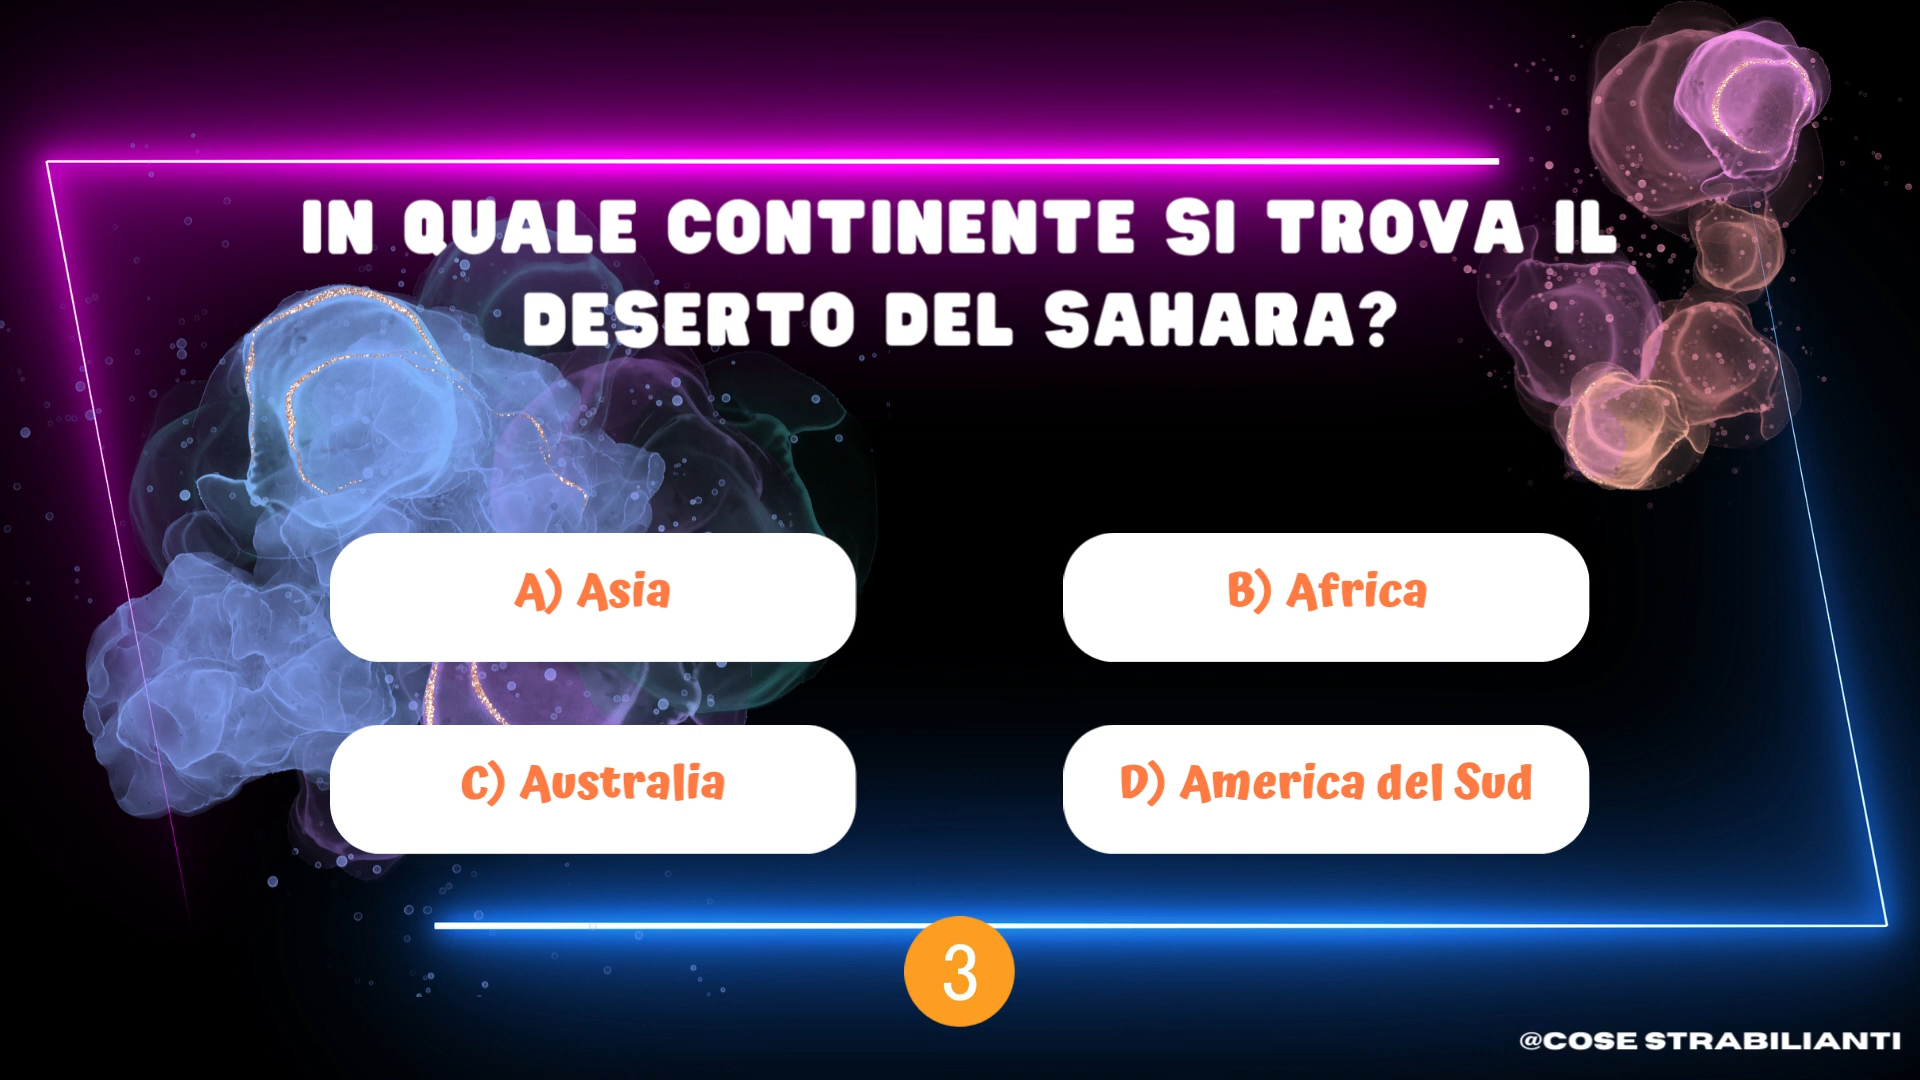 IN QUALE CONTINENTE SI TROVA IL
DESERTO DEL SAHARA?
A) Asia
B) Africa
C) Australia
D) America del Sud
3
@COSE STRABILIANTI